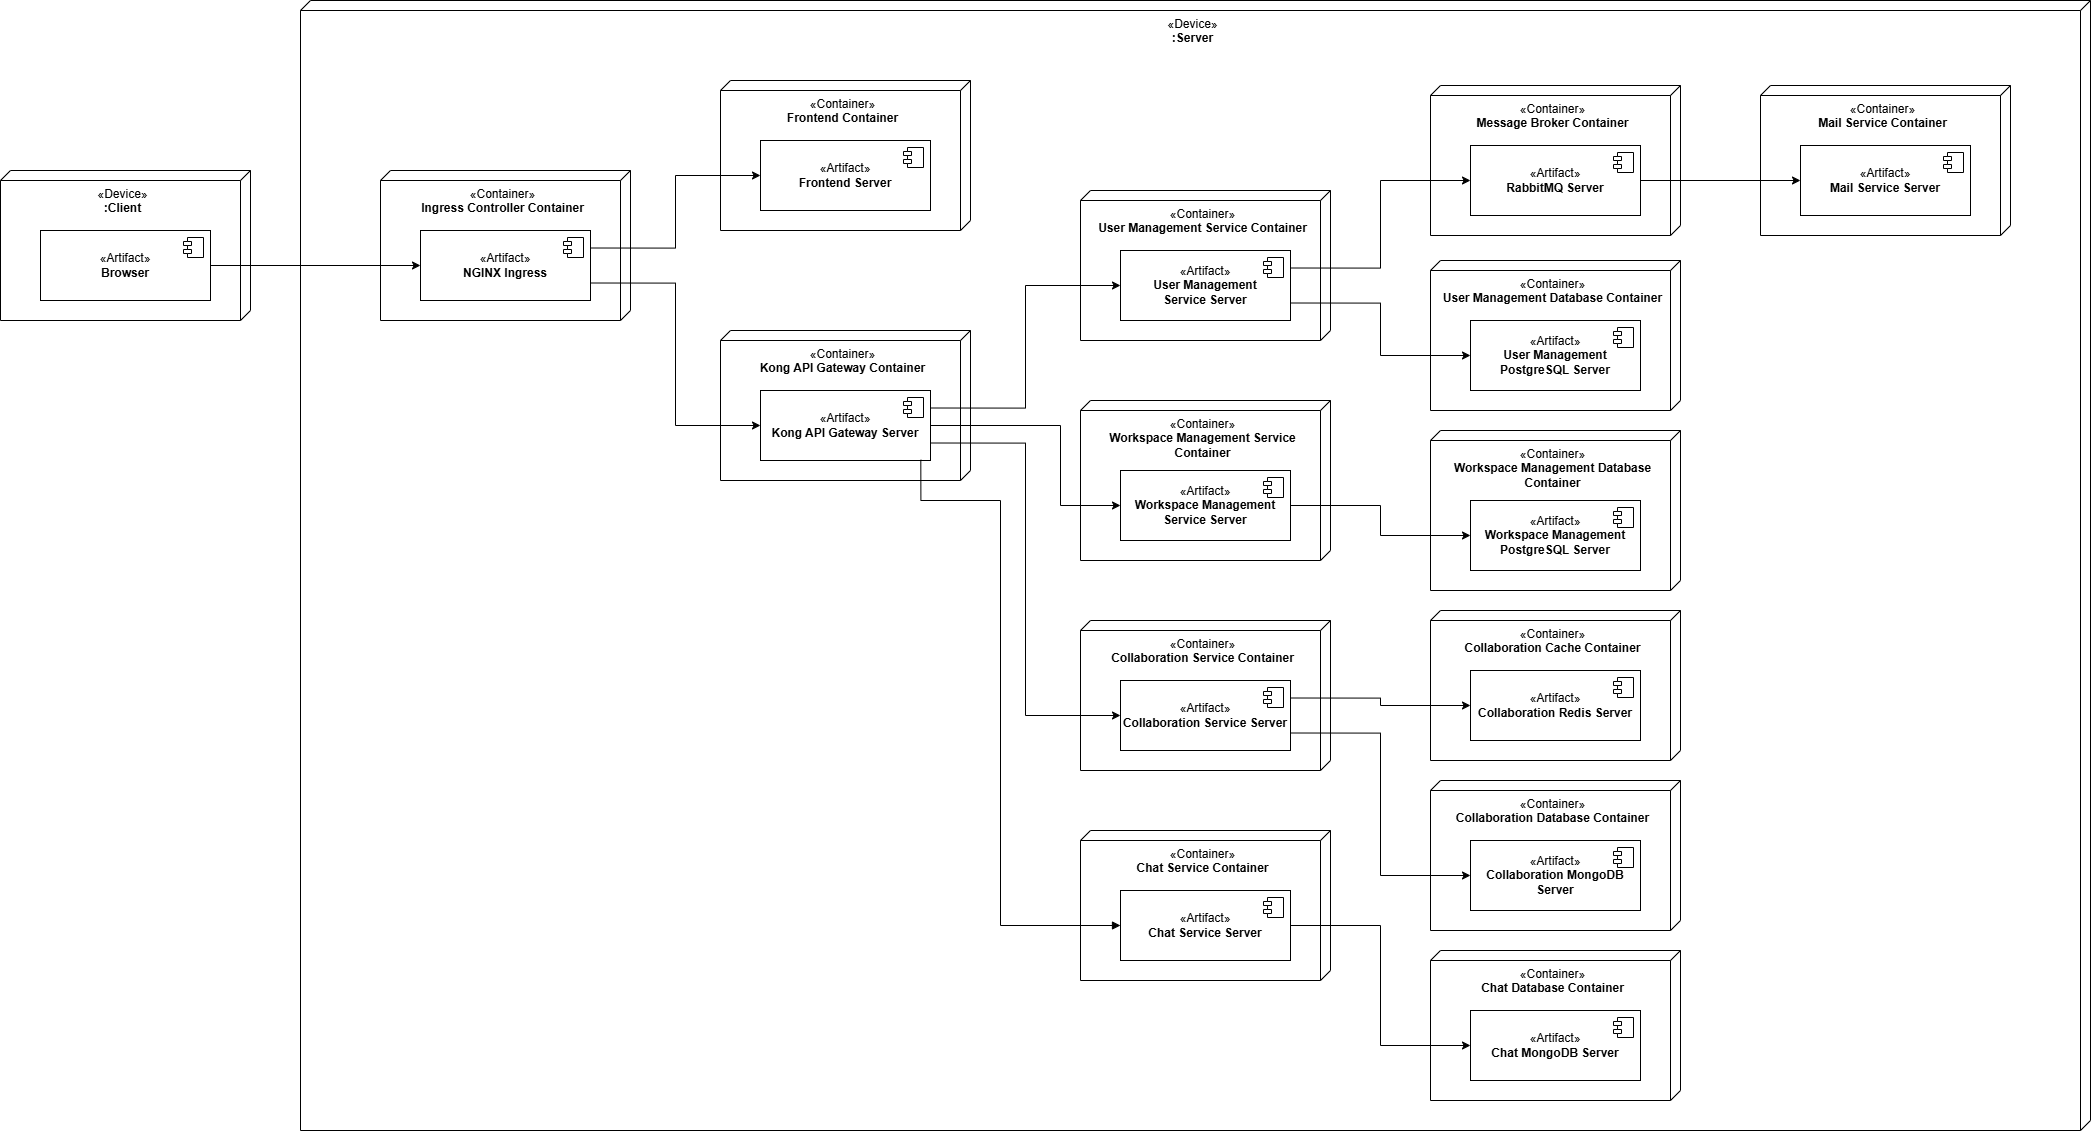 «Device»
:Server
«Device»
:Client
«Artifact»
Browser
«Container»
Ingress Controller Container
«Artifact»
NGINX Ingress
«Container»
Frontend Container
«Artifact»
Frontend Server
«Container»
Kong API Gateway Container
«Artifact»
Kong API Gateway Server
«Container»
User Management Service Container
«Artifact»
User Management
Service Server
«Container»
Workspace Management Service
Container
«Artifact»
Workspace Management
Service Server
«Container»
Collaboration Service Container
«Artifact»
Collaboration Service Server
«Container»
Chat Service Container
«Artifact»
Chat Service Server
«Container»
Message Broker Container
«Artifact»
RabbitMQ Server
«Container»
Mail Service Container
«Artifact»
Mail Service Server
«Container»
User Management Database Container
«Artifact»
User Management
PostgreSQL Server
«Container»
Workspace Management Database
Container
«Artifact»
Workspace Management
PostgreSQL Server
«Container»
Collaboration Cache Container
«Artifact»
Collaboration Redis Server
«Container»
Collaboration Database Container
«Artifact»
Collaboration MongoDB
Server
«Container»
Chat Database Container
«Artifact»
Chat MongoDB Server